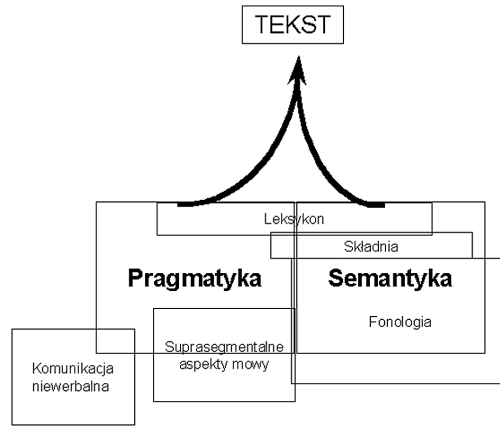 TEKST
Leksykon
Składnia
Pragmatyka
Semantyka
Fonologia
Suprasegmentalne
aspekty mowy
Komunikacja
niewerbalna